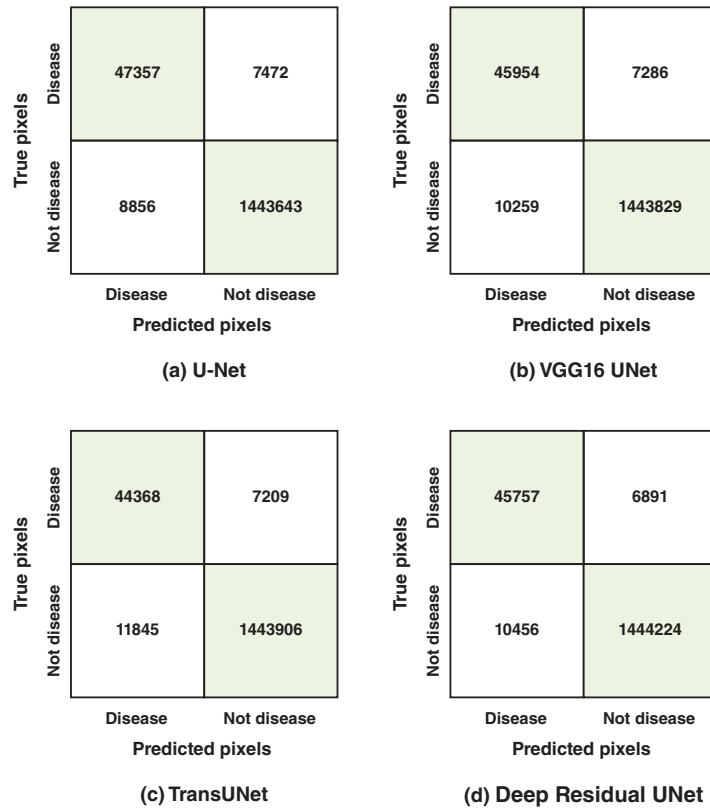 True pixels
Disease
47357
7472
Not disease
8856
1443643
Disease
Not disease
Predicted pixels
(a) U-Net
True pixels
Disease
45954
7286
Not disease
10259
1443829
Disease
Not disease
Predicted pixels
(b) VGG16 UNet
True pixels
Disease
44368
7209
Not disease
11845
1443906
Disease
Not disease
Predicted pixels
(c) TransUNet
True pixels
Disease
45757
6891
Not disease
10456
1444224
Disease
Not disease
Predicted pixels
(d) Deep Residual UNet